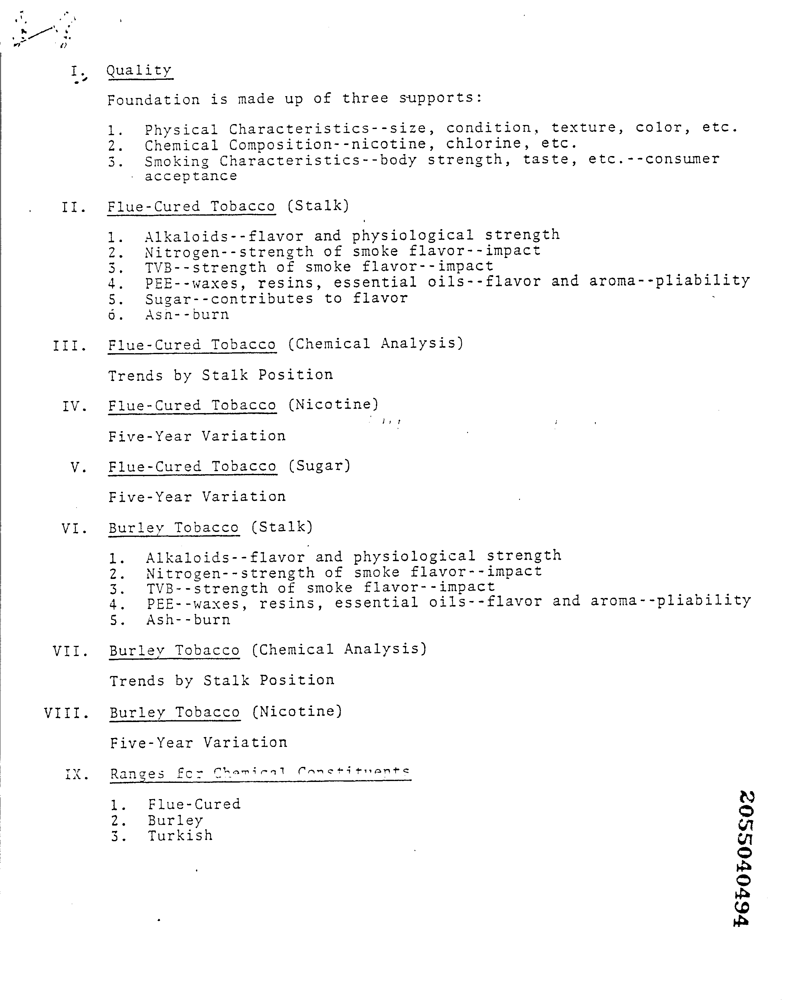 I. Quality
Foundation is made up of three supports:
1. Physical Characteristics--size, condition, texture, color, etc.
2. Chemical Composition--nicotine, chlorine, etc.
3. Smoking Characteristics--body strength, taste, etc.--consumer
acceptance
II. Flue-Cured Tobacco (Stalk)
1. Alkaloids--flavor and physiological strength
2. Nitrogen--strength of smoke flavor--impact
3. TVB--strength of smoke flavor--impact
4. PEE--waxes, resins, essential oils--flavor and aroma--pliability
5. Sugar--contributes to flavor
6. Ash--burn
III. Flue-Cured Tobacco (Chemical Analysis)
Trends by Stalk Position
IV. Flue-Cured Tobacco (Nicotine)
Five-Year Variation
V. Flue-Cured Tobacco (Sugar)
Five-Year Variation
VI. Burley Tobacco (Stalk)
1. Alkaloids--flavor and physiological strength
2. Nitrogen--strength of smoke flavor--impact
3. TVB--strength of smoke flavor--impact
4. PEE--waxes, resins, essential oils--flavor and aroma--pliability
5. Ash--burn
VII. Burley Tobacco (Chemical Analysis)
Trends by Stalk Position
VIII. Burley Tobacco (Nicotine)
Five-Year Variation
IX. Ranges for Chemical Constituents
1. Flue-Cured
2. Burley
3. Turkish
2055040494